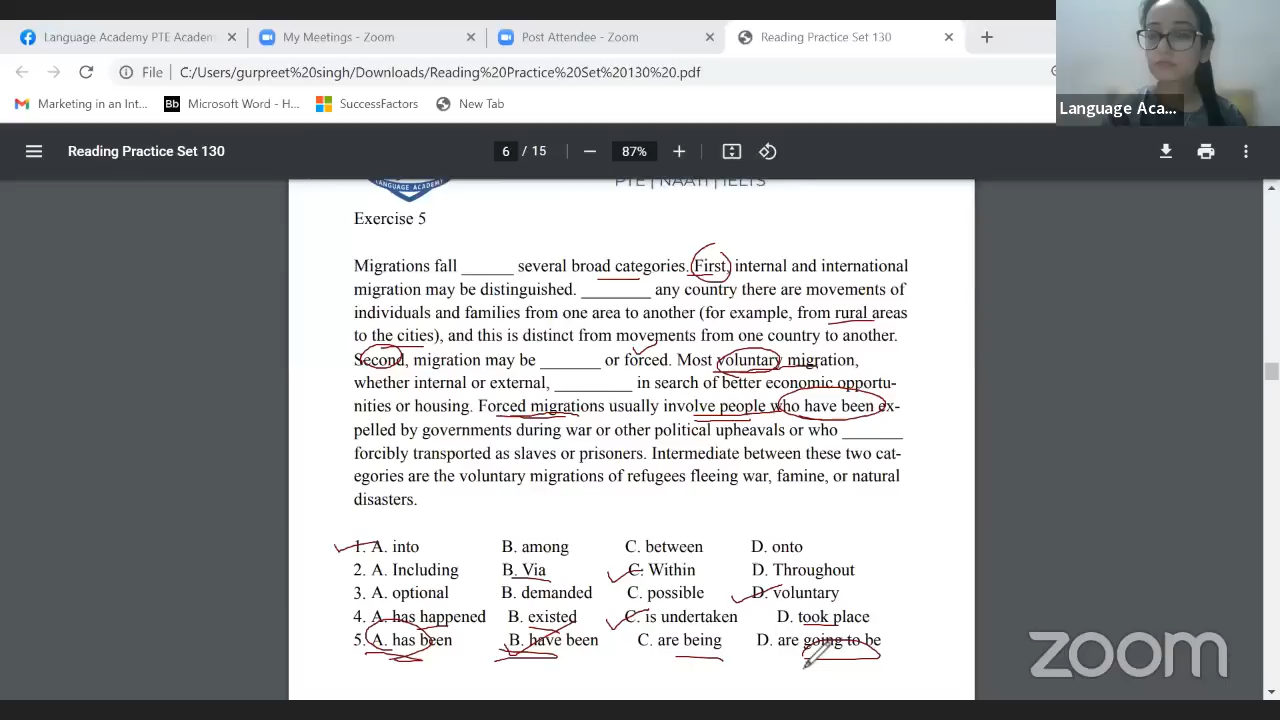 Language Academy PTE Academ
My Meetings - Zoom
Post Attendee - Zoom
Reading Practice Set 130
File
C:/Users/gurpreet%20singh/Downloads/Reading%20Practice%20Set%20130%20.pdf
Marketing in an Int...
Bb
Microsoft Word - H...
SuccessFactors
New Tab
Language Aca...
Reading Practice Set 130
6 / 15
87%
LANGUAGE ACADEMY
PTE | NAATI | IELTS
Exercise 5
Migrations fall ______ several broad categories. First, internal and international
migration may be distinguished. ________ any country there are movements of
individuals and families from one area to another (for example, from rural areas
to the cities), and this is distinct from movements from one country to another.
Second, migration may be _______ or forced. Most voluntary migration,
whether internal or external, _________ in search of better economic opportu-
nities or housing. Forced migrations usually involve people who have been ex-
pelled by governments during war or other political upheavals or who _______
forcibly transported as slaves or prisoners. Intermediate between these two cat-
egories are the voluntary migrations of refugees fleeing war, famine, or natural
disasters.
1. A. into B. among C. between D. onto
2. A. Including B. Via C. Within D. Throughout
3. A. optional B. demanded C. possible D. voluntary
4. A. has happened B. existed C. is undertaken D. took place
5. A. has been B. have been C. are being D. are going to be
zoom